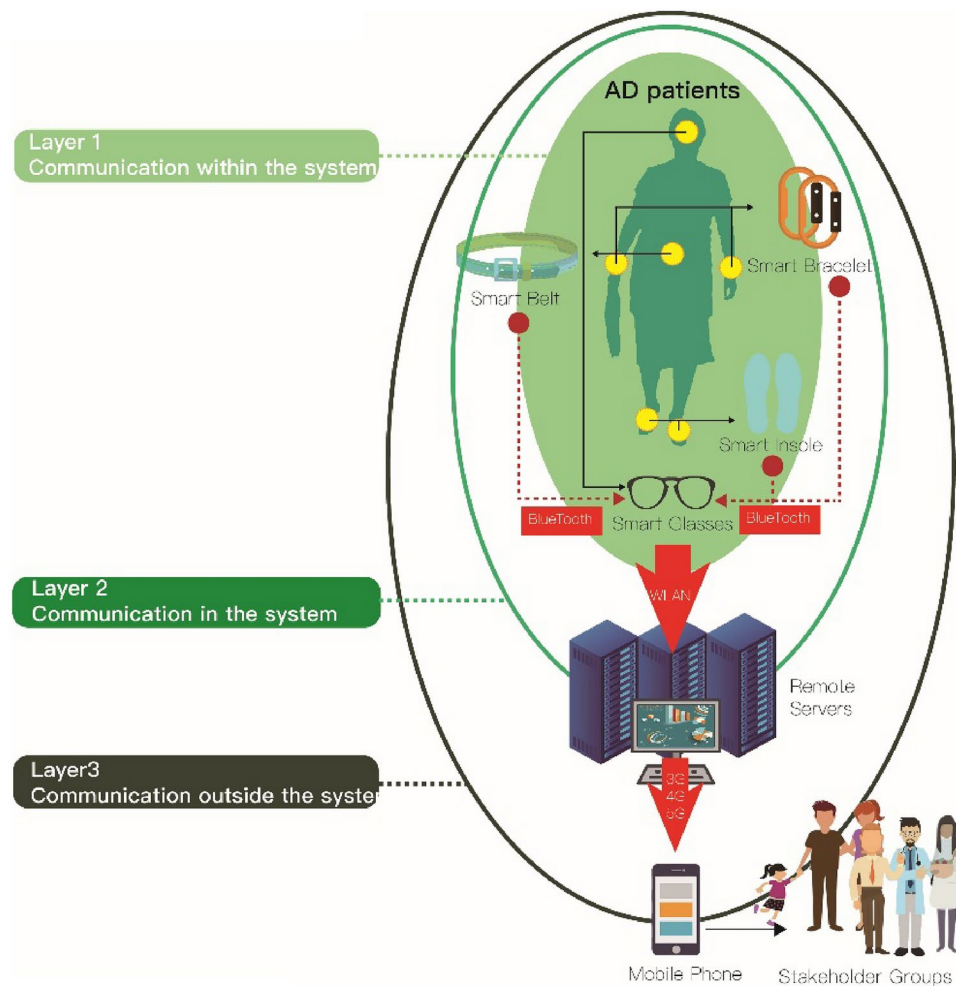 AD patients
Layer 1
Communication within the system
Smart Bracelet
Smart Belt
Smart Insole
BlueTooth
Smart Glasses
BlueTooth
WLAN
Layer 2
Communication in the system
Remote
Servers
Layer3
Communication outside the system
3G
4G
5G
Mobile Phone
Stakeholder Groups